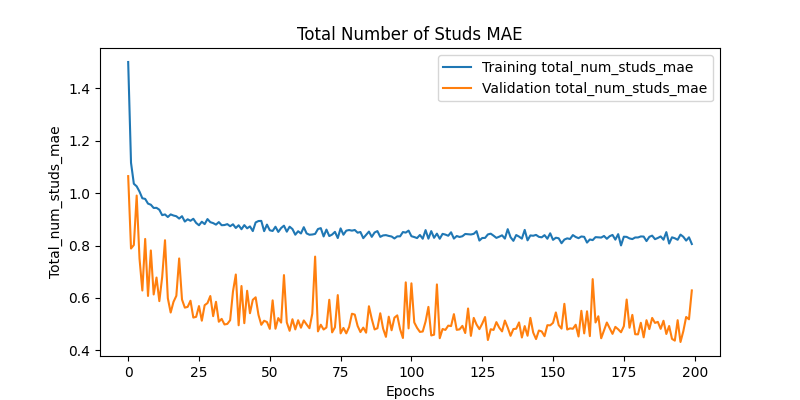 Total Number of Studs MAE
Training total_num_studs_mae
Validation total_num_studs_mae
Total_num_studs_mae
1.4
1.2
1.0
0.8
0.6
0.4
0 25 50 75 100 125 150 175 200
Epochs